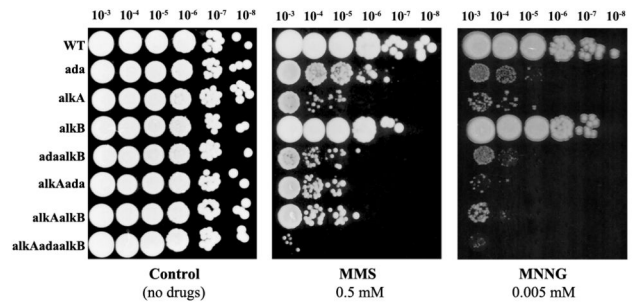 10-3 10-4 10-5 10-6 10-7 10-8 10-3 10-4 10-5 10-6 10-7 10-8 10-3 10-4 10-5 10-6 10-7 10-8
WT
ada
alkA
alkB
adaalkB
alkAada
alkAalkB
alkAadaalkB
Control MMS MNNG
(no drugs) 0.5 mM 0.005 mM